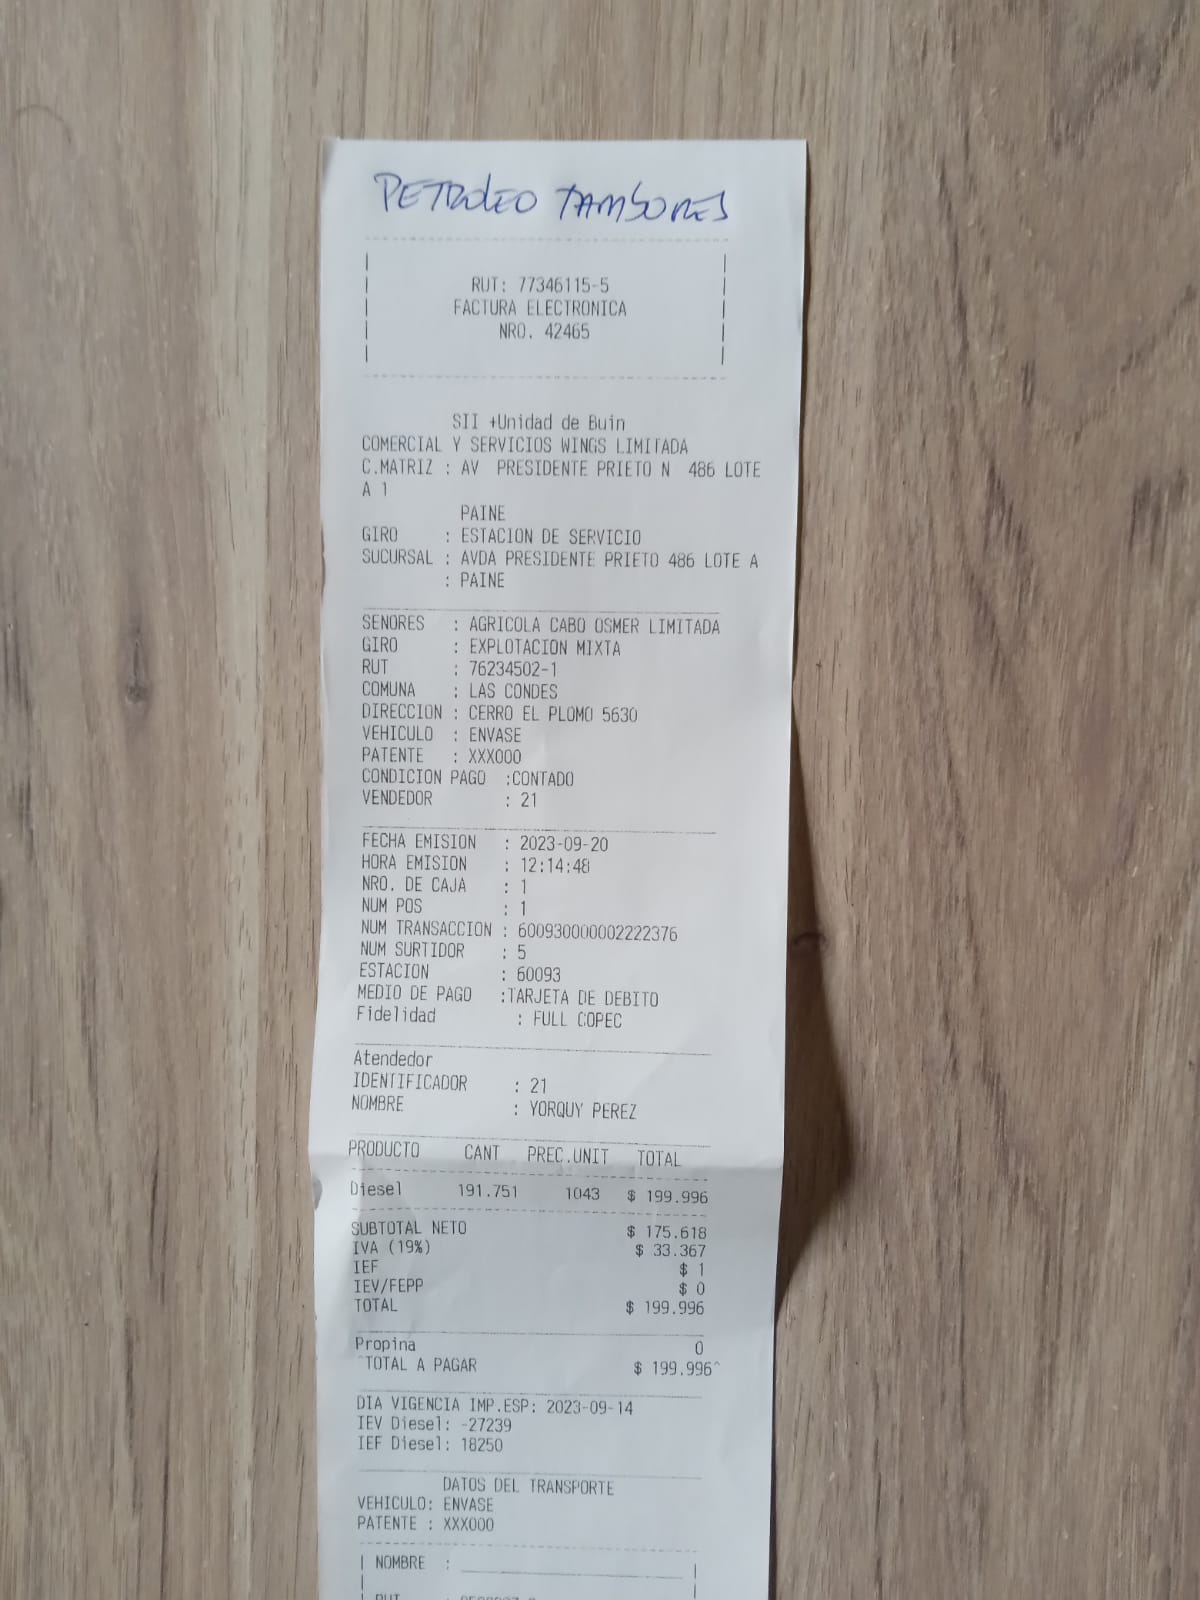 PETROLEO TAMBORES
RUT: 77346115-5
FACTURA ELECTRONICA
NRO. 42465
SII +Unidad de Buin
COMERCIAL Y SERVICIOS WINGS LIMITADA
C.MATRIZ : AV PRESIDENTE PRIETO N 486 LOTE
A 1
PAINE
GIRO : ESTACION DE SERVICIO
SUCURSAL : AVDA PRESIDENTE PRIETO 486 LOTE A
: PAINE
SENORES : AGRICOLA CABO OSMER LIMITADA
GIRO : EXPLOTACION MIXTA
RUT : 76234502-1
COMUNA : LAS CONDES
DIRECCION : CERRO EL PLOMO 5630
VEHICULO : ENVASE
PATENTE : XXX000
CONDICION PAGO :CONTADO
VENDEDOR : 21
FECHA EMISION : 2023-09-20
HORA EMISION : 12:14:48
NRO. DE CAJA : 1
NUM POS : 1
NUM TRANSACCION : 600930000002222376
NUM SURTIDOR : 5
ESTACION : 60093
MEDIO DE PAGO :TARJETA DE DEBITO
Fidelidad : FULL COPEC
Atendedor
IDENTIFICADOR : 21
NOMBRE : YORQUY PEREZ
PRODUCTO CANT PREC.UNIT TOTAL
Diesel 191.751 1043 $ 199.996
SUBTOTAL NETO $ 175.618
IVA (19%) $ 33.367
IEF $ 1
IEV/FEPP $ 0
TOTAL $ 199.996
Propina 0
^TOTAL A PAGAR $ 199.996^
DIA VIGENCIA IMP.ESP: 2023-09-14
IEV Diesel: -27239
IEF Diesel: 18250
DATOS DEL TRANSPORTE
VEHICULO: ENVASE
PATENTE : XXX000
NOMBRE :
RUT :